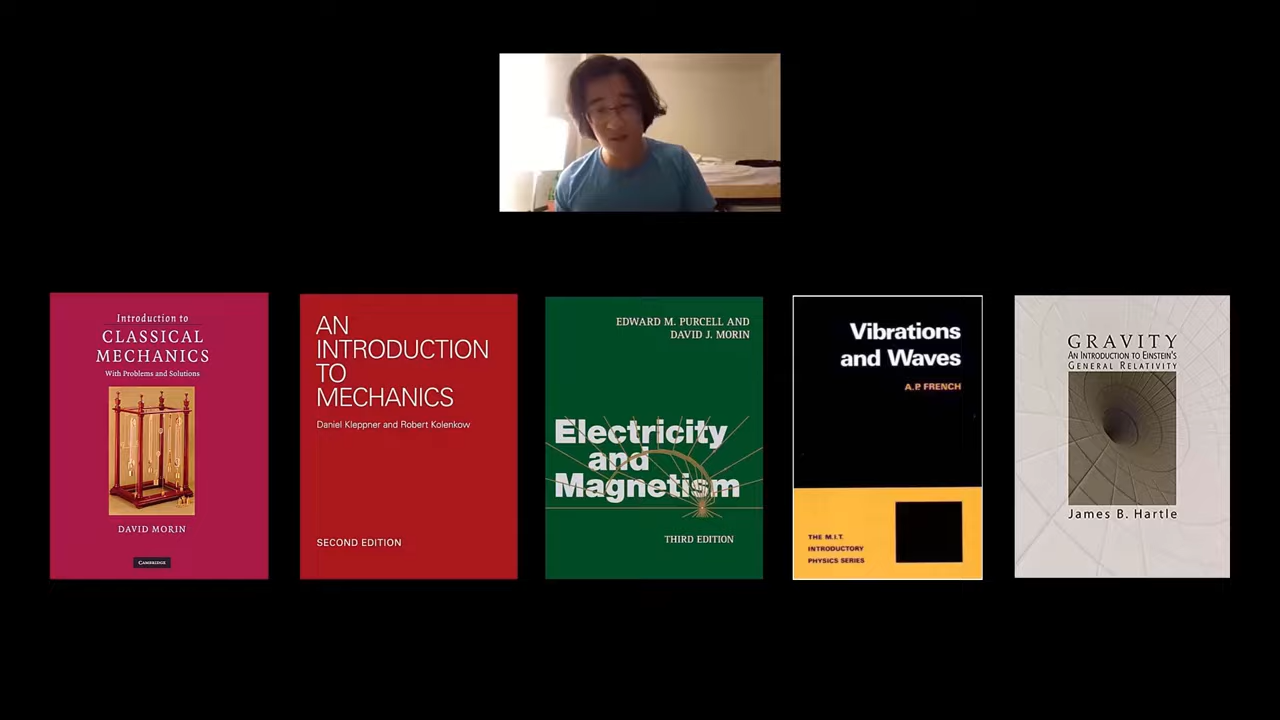 Introduction to
CLASSICAL
MECHANICS
With Problems and Solutions
DAVID MORIN
CAMBRIDGE
AN
INTRODUCTION
TO
MECHANICS
Daniel Kleppner and Robert Kolenkow
SECOND EDITION
EDWARD M. PURCELL AND
DAVID J. MORIN
Electricity
and
Magnetism
THIRD EDITION
Vibrations
and Waves
A.P. FRENCH
THE M.I.T.
INTRODUCTORY
PHYSICS SERIES
GRAVITY
AN INTRODUCTION TO EINSTEIN'S
GENERAL RELATIVITY
James B. Hartle